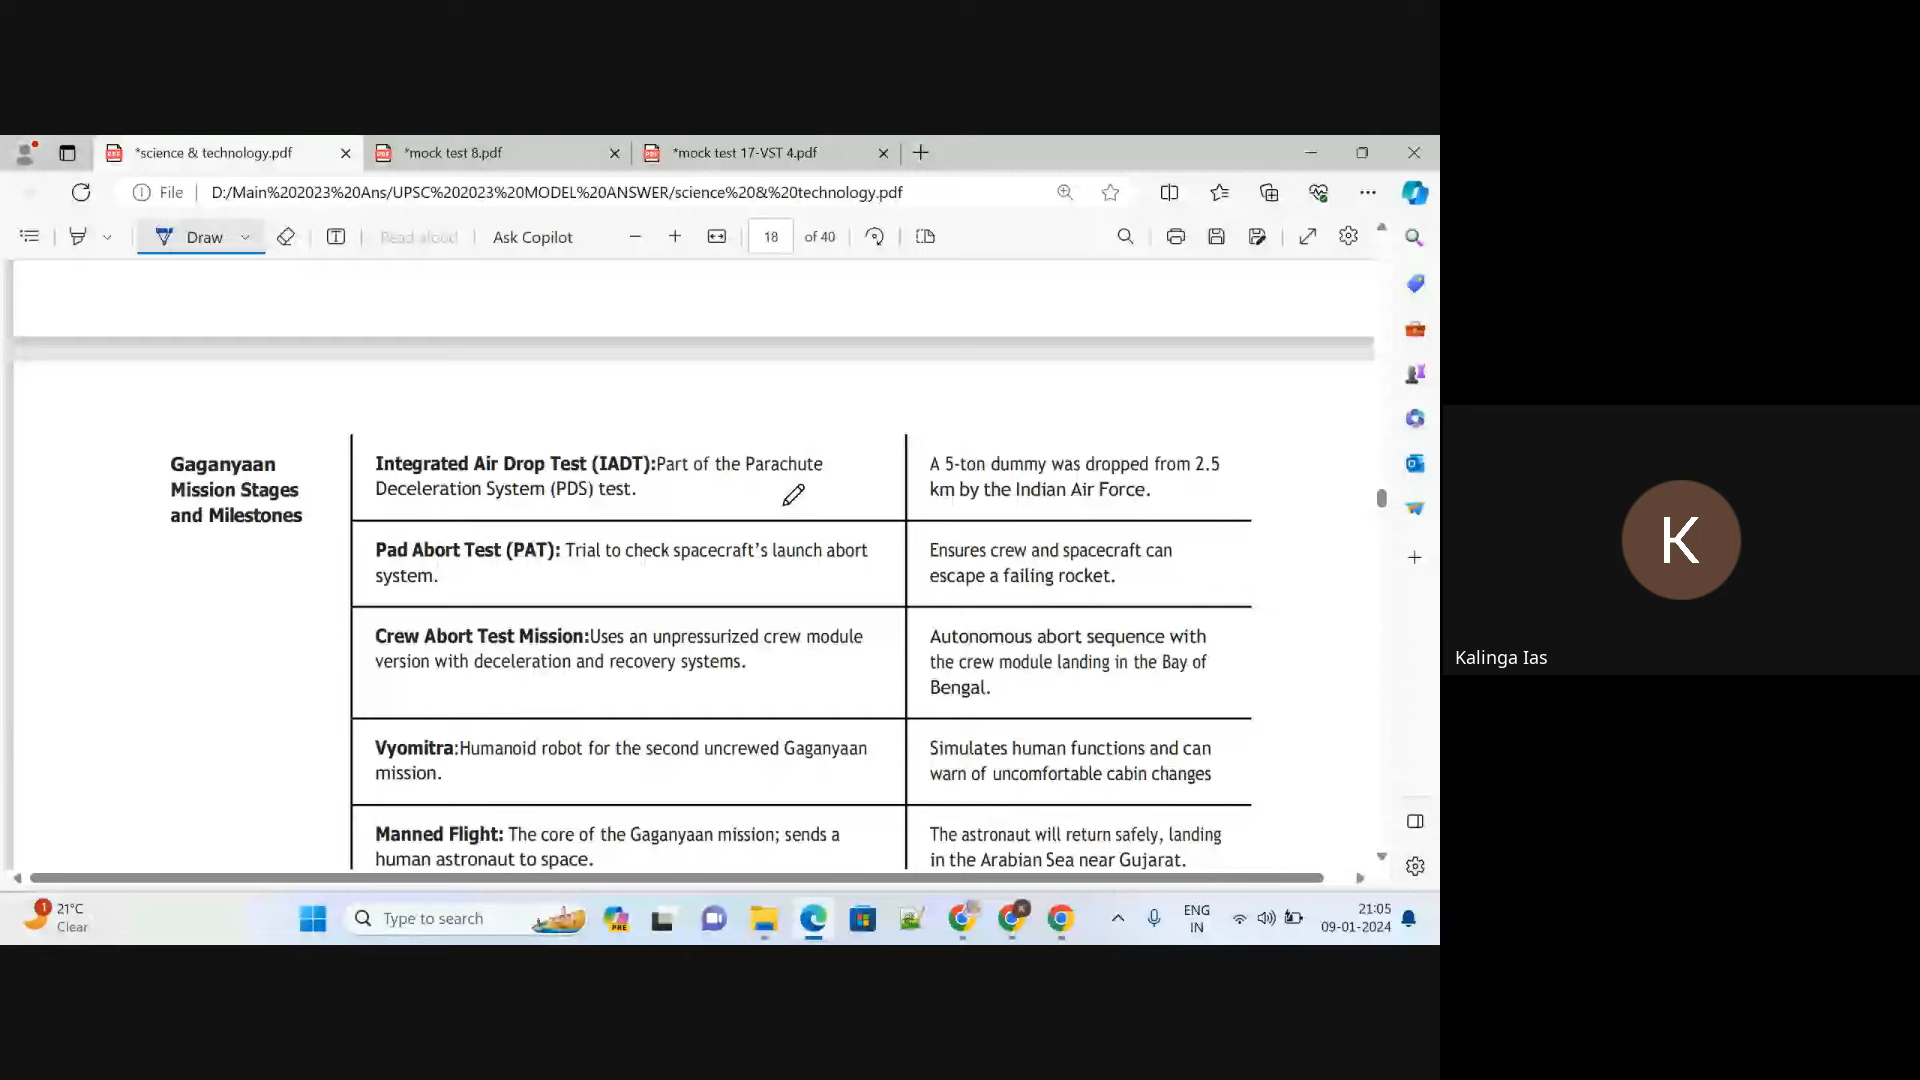 *science & technology.pdf
*mock test 8.pdf
*mock test 17-VST 4.pdf
File
D:/Main%202023%20Ans/UPSC%202023%20MODEL%20ANSWER/science%20&%20technology.pdf
Draw
Read aloud
Ask Copilot
18
of 40
Gaganyaan
Mission Stages
and Milestones
Integrated Air Drop Test (IADT):Part of the Parachute
Deceleration System (PDS) test.
A 5-ton dummy was dropped from 2.5
km by the Indian Air Force.
Pad Abort Test (PAT): Trial to check spacecraft’s launch abort
system.
Ensures crew and spacecraft can
escape a failing rocket.
Crew Abort Test Mission:Uses an unpressurized crew module
version with deceleration and recovery systems.
Autonomous abort sequence with
the crew module landing in the Bay of
Bengal.
Vyomitra:Humanoid robot for the second uncrewed Gaganyaan
mission.
Simulates human functions and can
warn of uncomfortable cabin changes
Manned Flight: The core of the Gaganyaan mission; sends a
human astronaut to space.
The astronaut will return safely, landing
in the Arabian Sea near Gujarat.
K
Kalinga Ias
1
21°C
Clear
Type to search
PRE
ENG
IN
21:05
09-01-2024